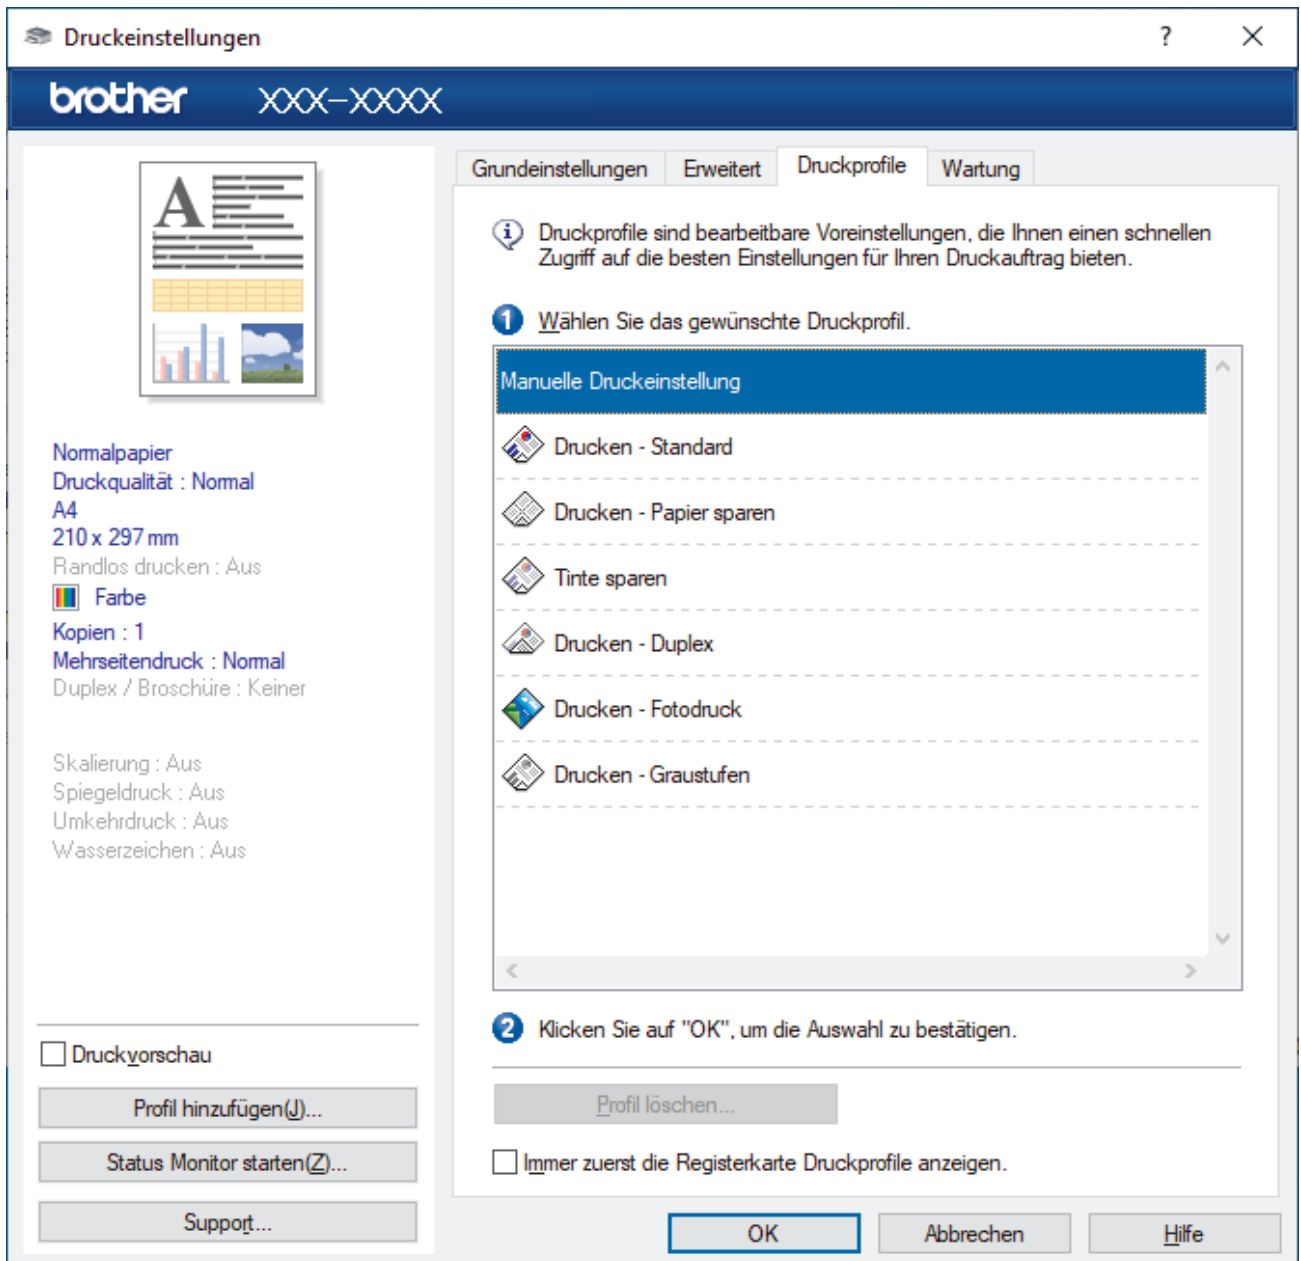 Druckeinstellungen
?
brother XXX-XXXX
A
Normalpapier
Druckqualität : Normal
A4
210 x 297 mm
Randlos drucken : Aus
Farbe
Kopien : 1
Mehrseitendruck : Normal
Duplex / Broschüre : Keiner
Skalierung : Aus
Spiegeldruck : Aus
Umkehrdruck : Aus
Wasserzeichen : Aus
Druckvorschau
Profil hinzufügen(J)...
Status Monitor starten(Z)...
Support...
Grundeinstellungen Erweitert Druckprofile Wartung
Druckprofile sind bearbeitbare Voreinstellungen, die Ihnen einen schnellen
Zugriff auf die besten Einstellungen für Ihren Druckauftrag bieten.
1 Wählen Sie das gewünschte Druckprofil.
Manuelle Druckeinstellung
Drucken - Standard
Drucken - Papier sparen
Tinte sparen
Drucken - Duplex
Drucken - Fotodruck
Drucken - Graustufen
2 Klicken Sie auf "OK", um die Auswahl zu bestätigen.
Profil löschen...
Immer zuerst die Registerkarte Druckprofile anzeigen.
OK Abbrechen Hilfe